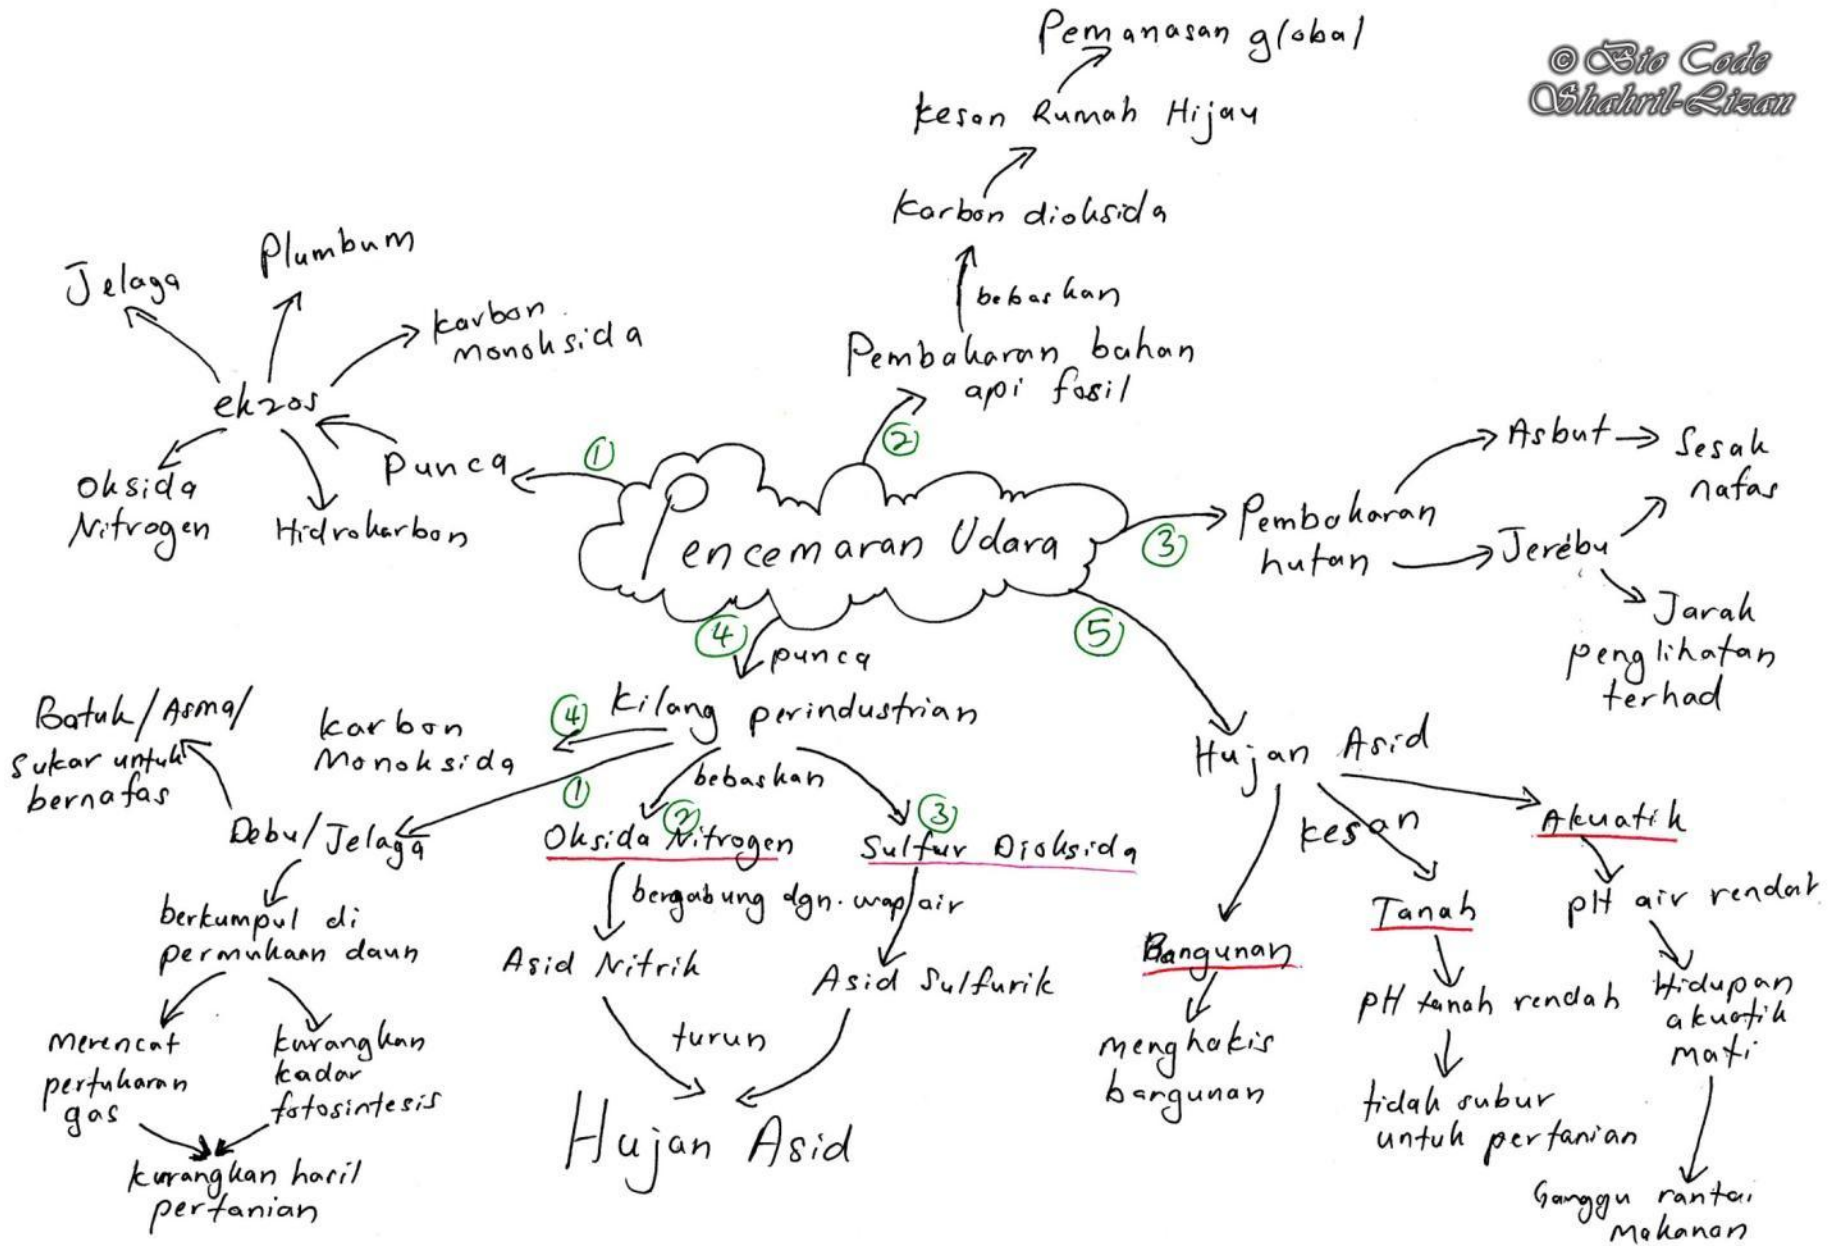 © Bio Code
Shahril-Lizan
Pemanasan global
Kesan Rumah Hijau
Karbon dioksida
bebaskan
Pembakaran bahan
api fosil
②
Jelaga
Plumbum
karbon
monoksida
ekzos
Oksida
Nitrogen
Hidrokarbon
Punca
①
Pencemaran Udara
③
Pembakaran
hutan
Asbut
Sesak
nafas
Jerebu
Jarak
penglihatan
terhad
④
punca
Kilang perindustrian
④
karbon
Monoksida
①
Debu/Jelaga
Batuk/Asma/
sukar untuk
bernafas
berkumpul di
permukaan daun
merencat
pertukaran
gas
kurangkan
kadar
fotosintesis
kurangkan hasil
pertanian
bebaskan
②
Oksida Nitrogen
③
Sulfur Dioksida
bergabung dgn. wap air
Asid Nitrik
Asid Sulfurik
turun
Hujan Asid
⑤
Hujan Asid
kesan
Bangunan
menghakis
bangunan
Tanah
pH tanah rendah
tidak subur
untuk pertanian
Akuatik
pH air rendah
Hidupan
akuatik
mati
Ganggu rantai
makanan